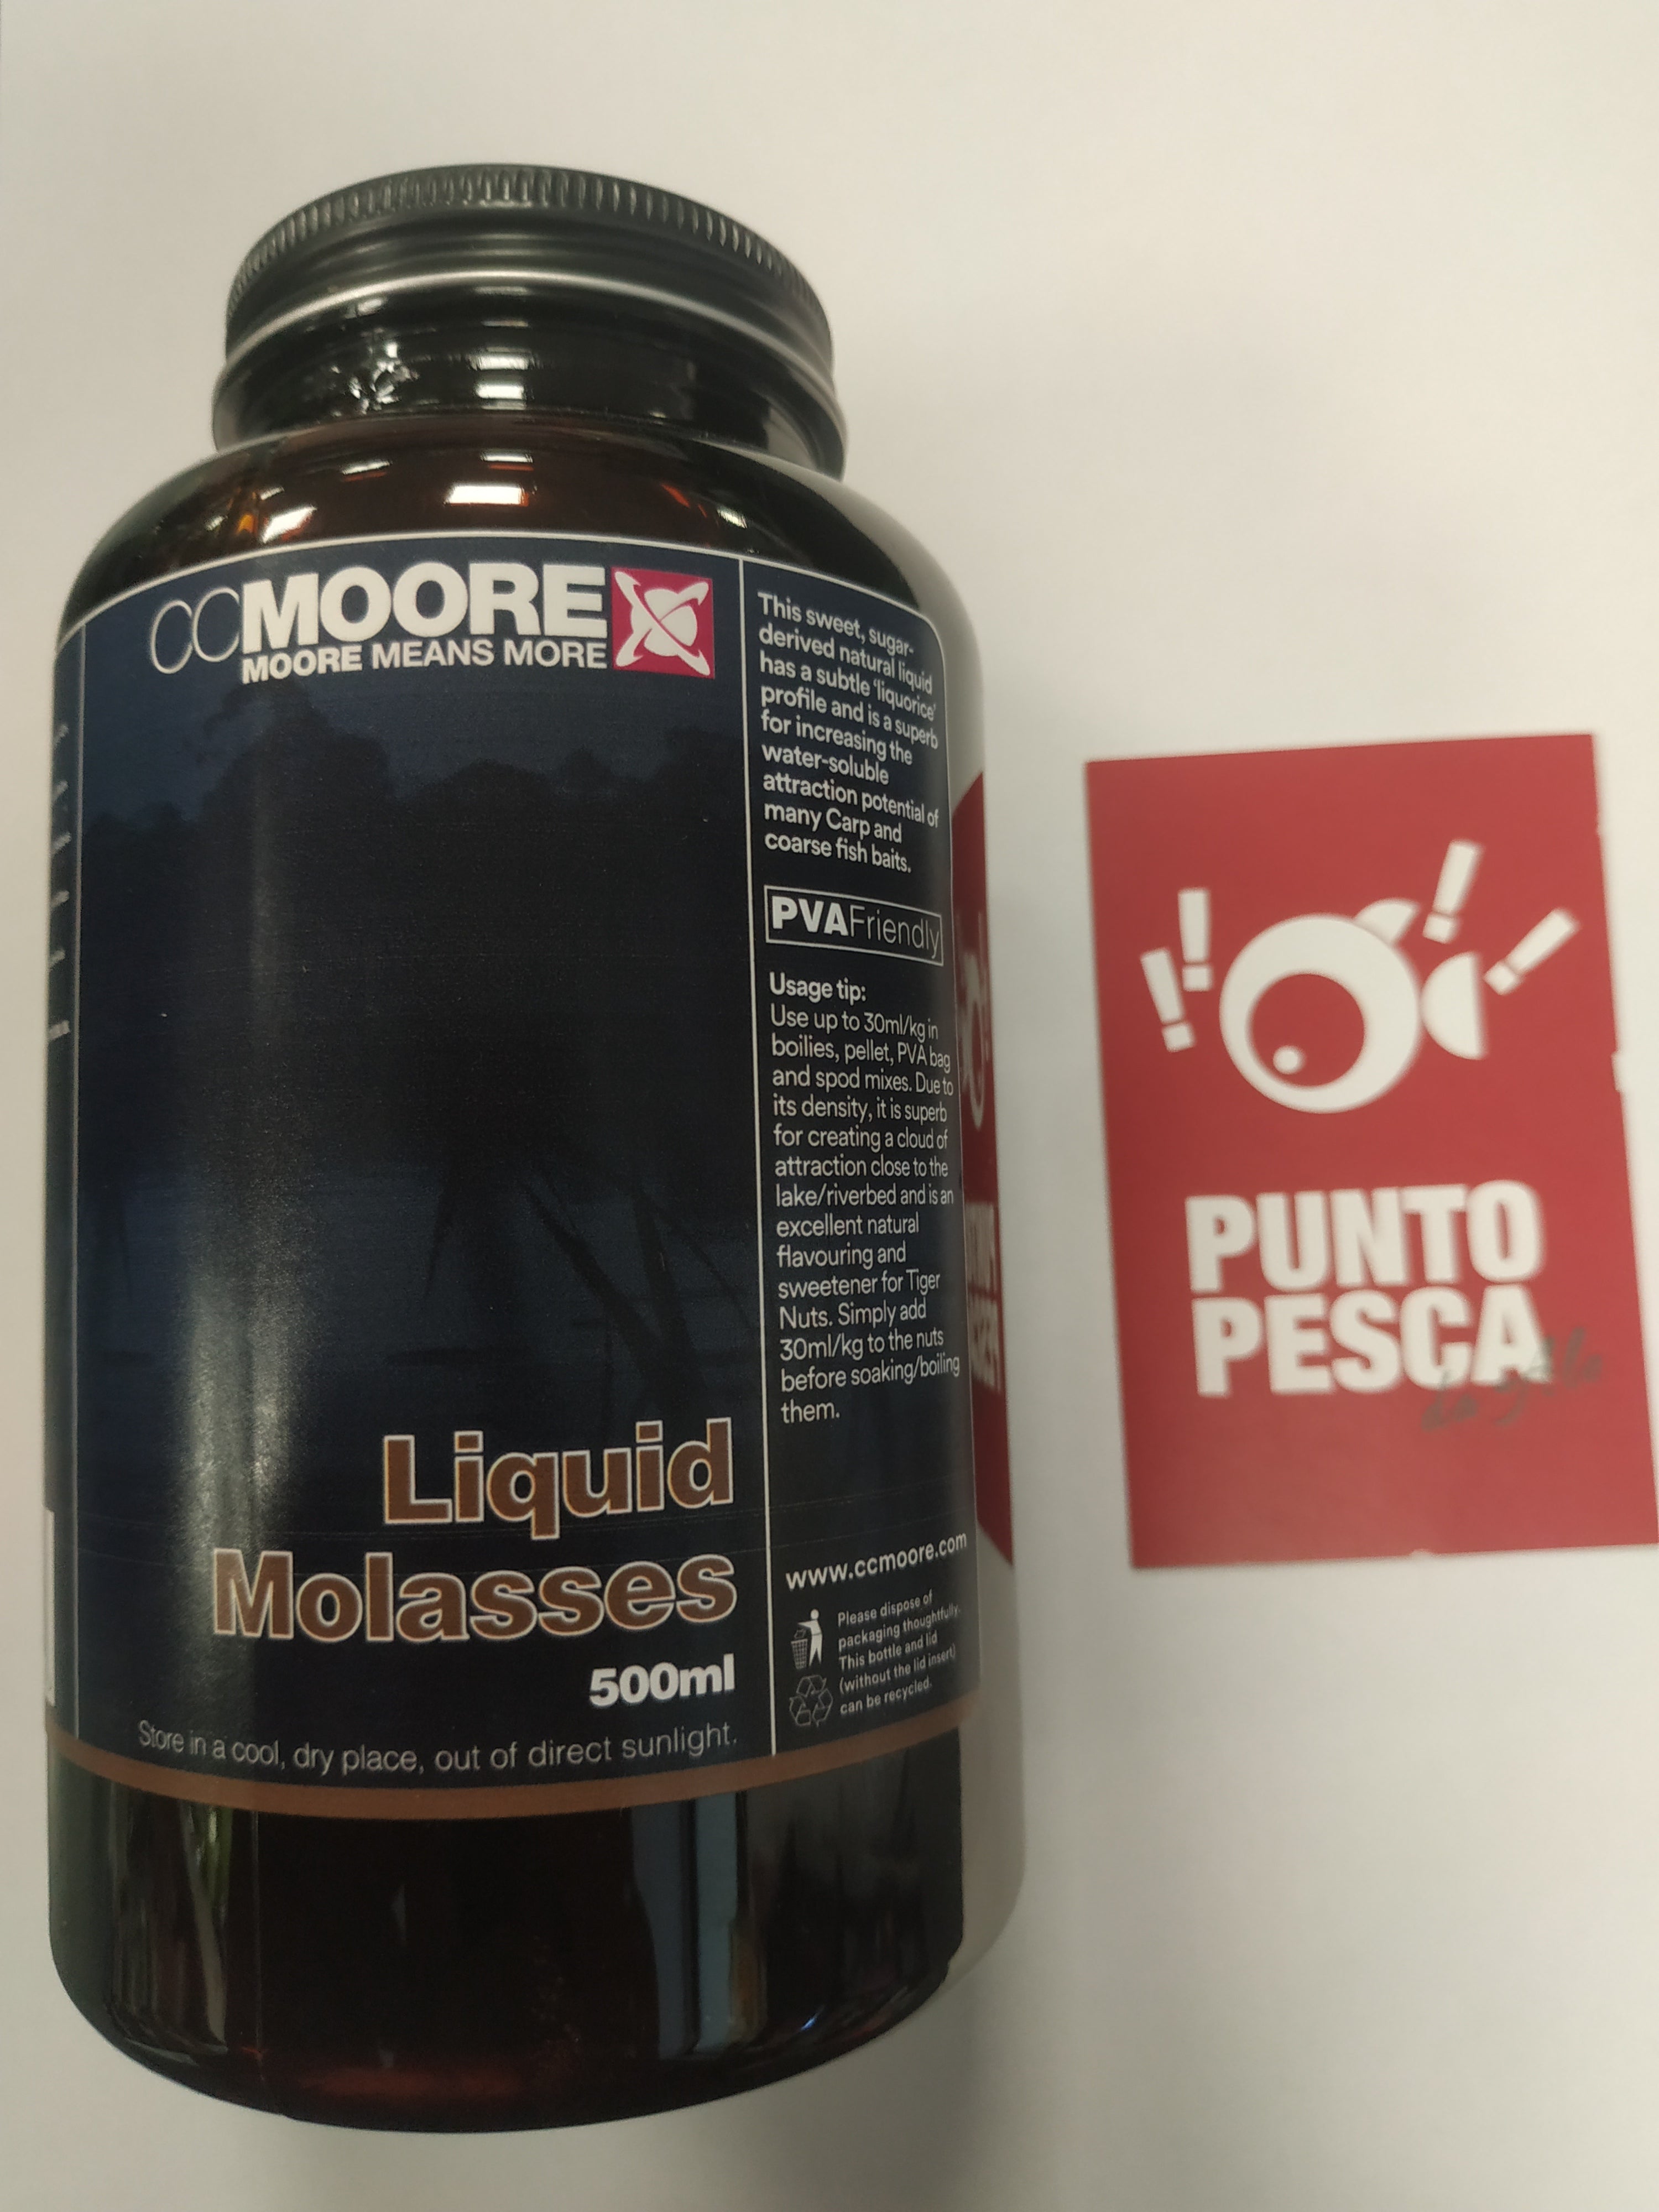 CCMOORE
MOORE MEANS MORE
Liquid
Molasses
500ml
Store in a cool, dry place, out of direct sunlight.
This sweet, sugar-
derived natural liquid
has a subtle ‘liquorice’
profile and is a superb
for increasing the
water-soluble
attraction potential of
many Carp and
coarse fish baits.
PVAFriendly
Usage tip:
Use up to 30ml/kg in
boilies, pellet, PVA bag
and spod mixes. Due to
its density, it is superb
for creating a cloud of
attraction close to the
lake/riverbed and is an
excellent natural
flavouring and
sweetener for Tiger
Nuts. Simply add
30ml/kg to the nuts
before soaking/boiling
them.
www.ccmoore.com
Please dispose of
packaging thoughtfully.
This bottle and lid
(without the lid insert)
can be recycled.
PUNTO
PESCA